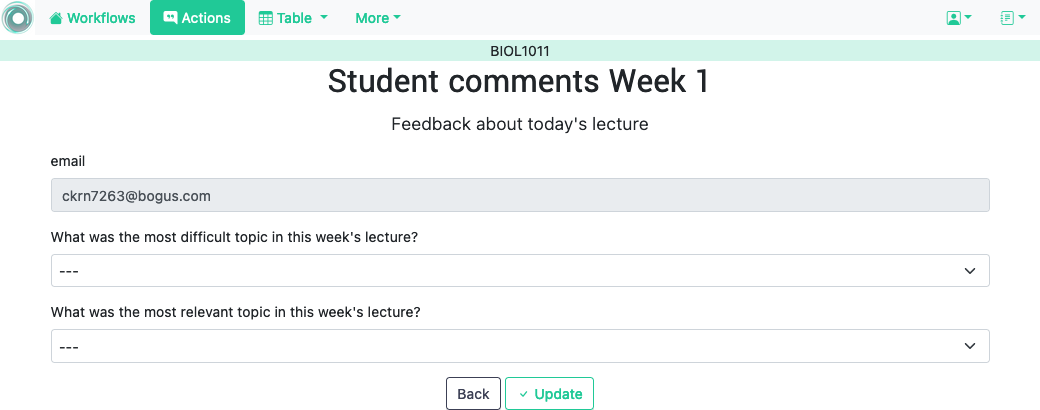 Workflows Actions Table More
BIOL1011
Student comments Week 1
Feedback about today's lecture
email
ckrn7263@bogus.com
What was the most difficult topic in this week's lecture?
---
What was the most relevant topic in this week's lecture?
---
Back Update